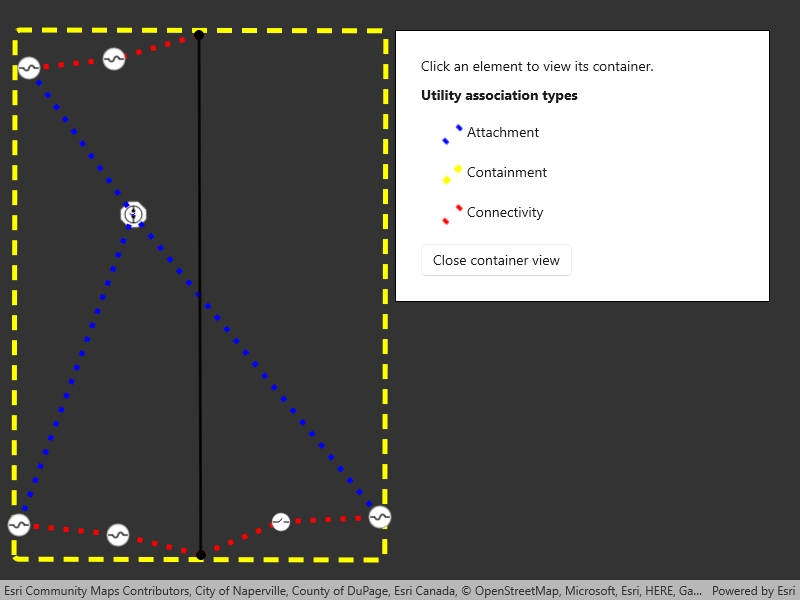 Click an element to view its container.
Utility association types
Attachment
Containment
Connectivity
Close container view
Esri Community Maps Contributors, City of Naperville, County of DuPage, Esri Canada, © OpenStreetMap, Microsoft, Esri, HERE, Ga... Powered by Esri